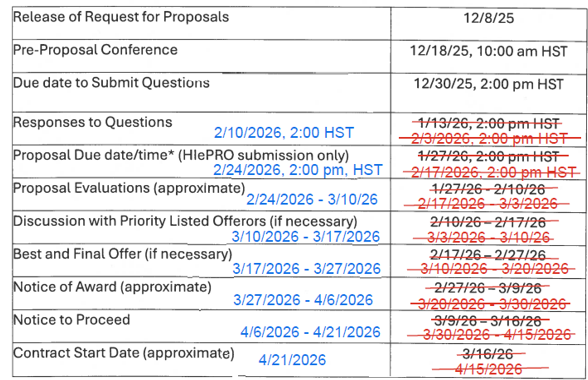 Release of Request for Proposals 12/8/25
Pre-Proposal Conference 12/18/25, 10:00 am HST
Due date to Submit Questions 12/30/25, 2:00 pm HST
Responses to Questions 1/13/26, 2:00 pm HST
2/10/2026, 2:00 HST 2/3/2026, 2:00 pm HST
Proposal Due date/time* (HIePRO submission only) 1/27/26, 2:00 pm HST
2/24/2026, 2:00 pm, HST 2/17/2026, 2:00 pm HST
Proposal Evaluations (approximate) 1/27/26 - 2/10/26
2/24/2026 - 3/10/26 2/17/2026 - 3/3/2026
Discussion with Priority Listed Offerors (if necessary) 2/10/26 – 2/17/26
3/10/2026 - 3/17/2026 3/3/2026 - 3/10/26
Best and Final Offer (if necessary) 2/17/26 – 2/27/26
3/17/2026 - 3/27/2026 3/10/2026 - 3/20/2026
Notice of Award (approximate) 2/27/26 – 3/9/26
3/27/2026 - 4/6/2026 3/20/2026 - 3/30/2026
Notice to Proceed 3/9/26 – 3/16/26
4/6/2026 - 4/21/2026 3/30/2026 - 4/15/2026
Contract Start Date (approximate) 3/16/26
4/21/2026 4/15/2026